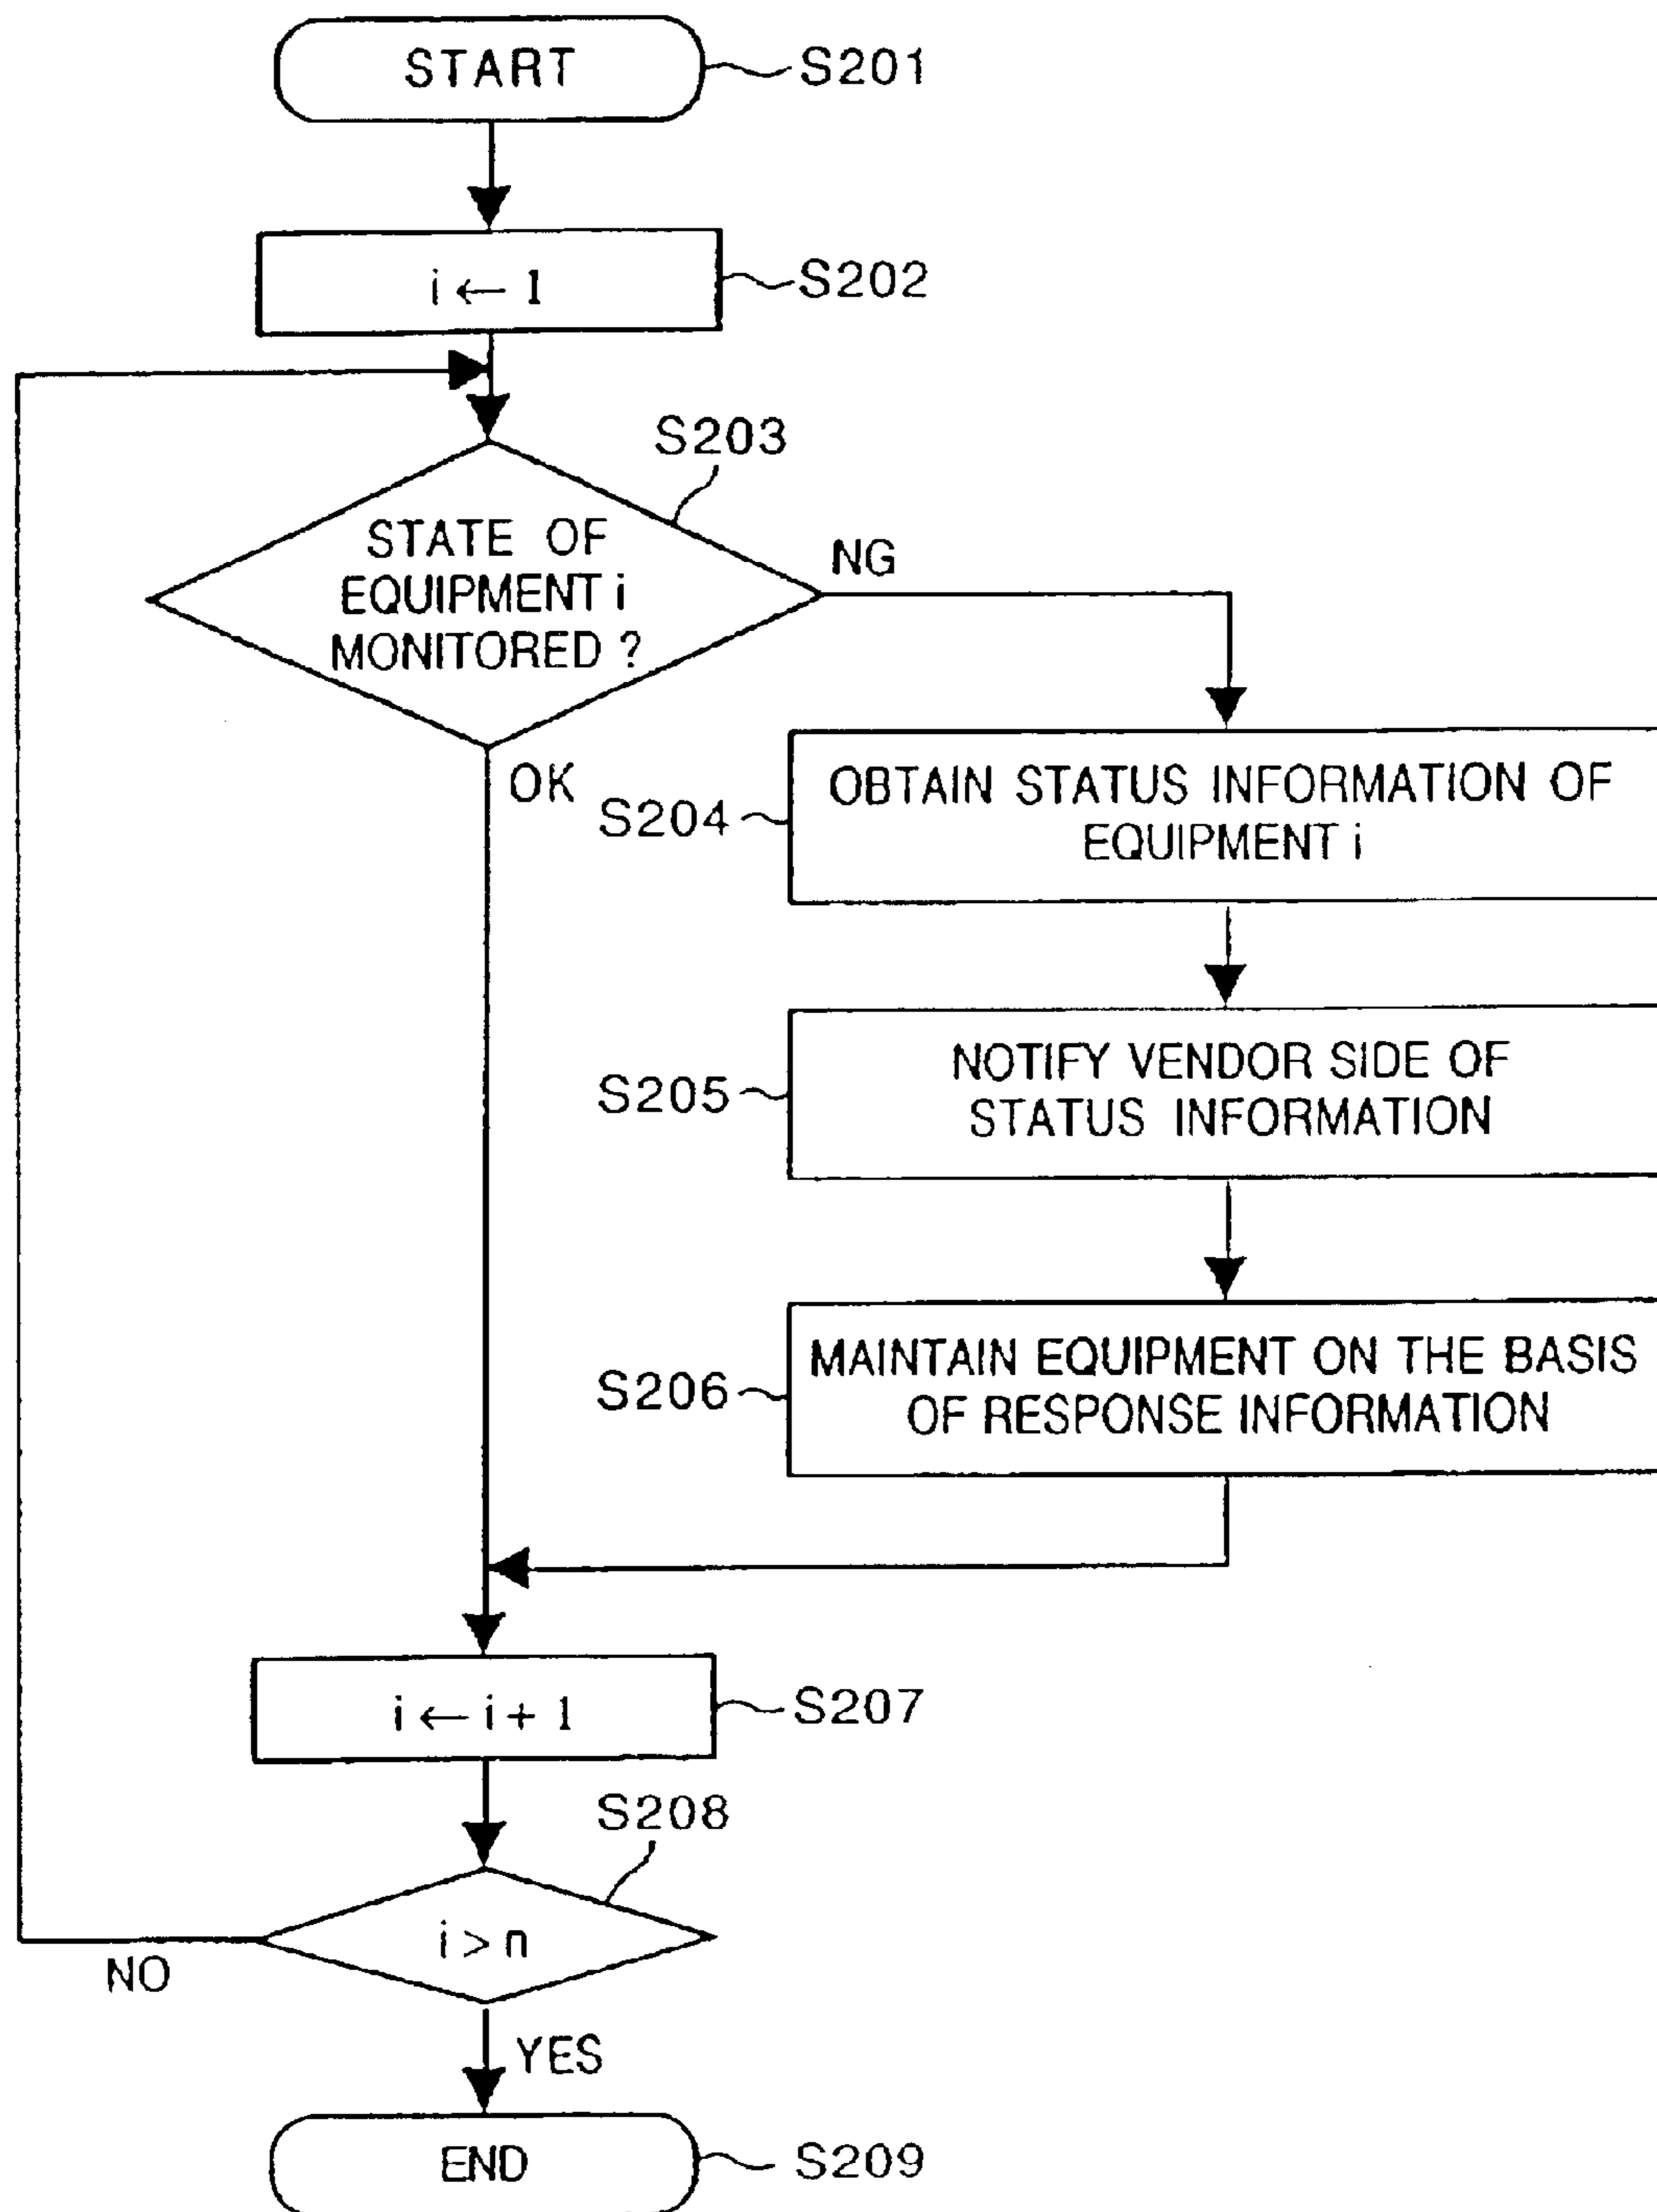 START
S201
i ← 1
S202
S203
STATE OF
EQUIPMENT i
MONITORED ?
NG
OK
S204
OBTAIN STATUS INFORMATION OF
EQUIPMENT i
S205
NOTIFY VENDOR SIDE OF
STATUS INFORMATION
S206
MAINTAIN EQUIPMENT ON THE BASIS
OF RESPONSE INFORMATION
i ← i + 1
S207
S208
i > n
NO
YES
END
S209